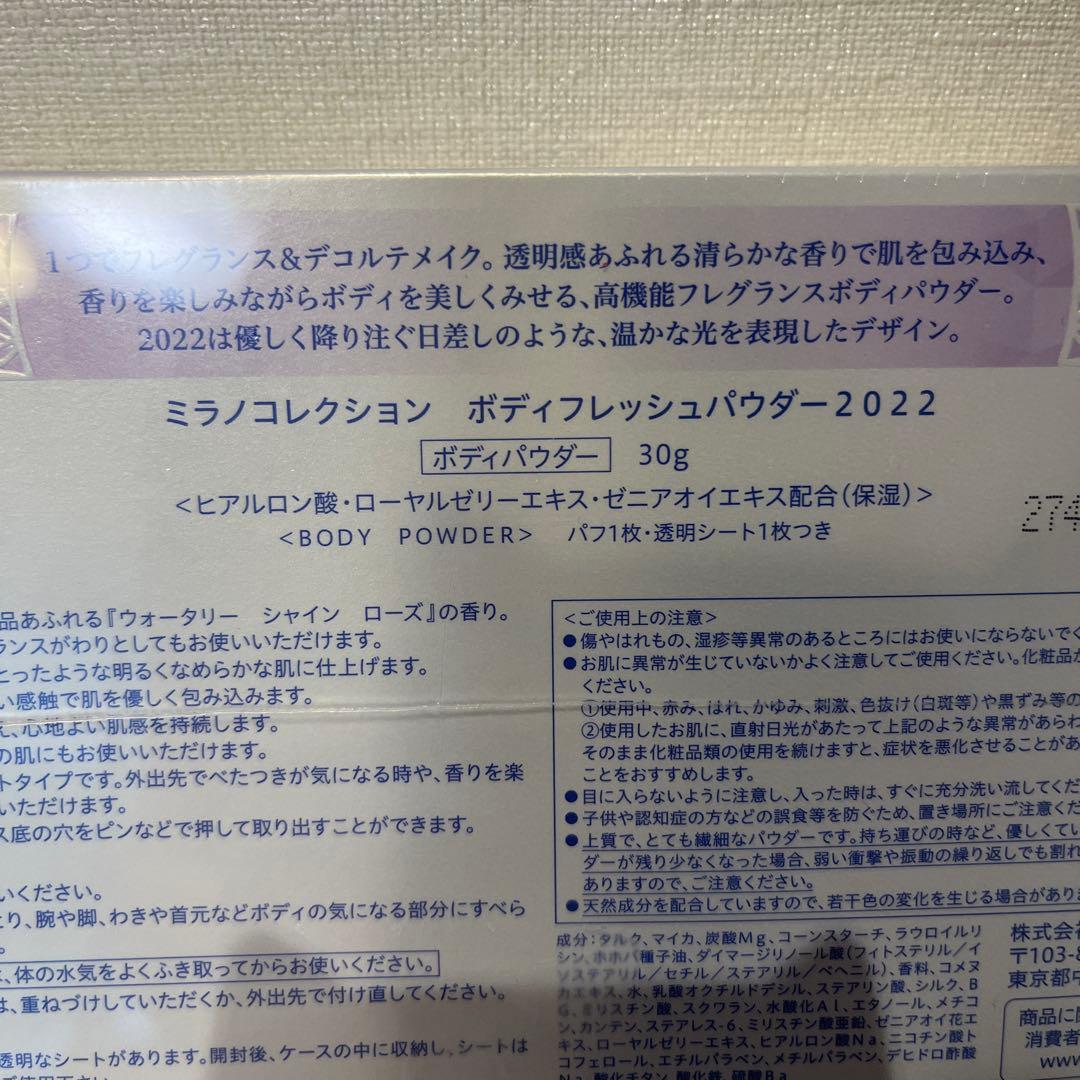 1つでフレグランス&デコルテメイク。透明感あふれる清らかな香りで肌を包み込み、
香りを楽しみながらボディを美しくみせる、高機能フレグランスボディパウダー。
2022は優しく降り注ぐ日差しのような、温かな光を表現したデザイン。
ミラノコレクション ボディフレッシュパウダー2022
ボディパウダー 30g
<ヒアルロン酸・ローヤルゼリーエキス・ゼニアオイエキス配合(保湿)>
<BODY POWDER> パフ1枚・透明シート1枚つき
274
品あふれる『ウォータリー シャイン ローズ』の香り。
ランスがわりとしてもお使いいただけます。
とったような明るくなめらかな肌に仕上げます。
い感触で肌を優しく包み込みます。
、心地よい肌感を持続します。
の肌にもお使いいただけます。
トタイプです。外出先でべたつきが気になる時や、香りを楽
いただけます。
ス底の穴をピンなどで押して取り出すことができます。
いください。
とり、腕や脚、わきや首元などボディの気になる部分にすべら
。
、体の水気をよくふき取ってからお使いください。
は、重ねづけしていただくか、外出先で付け直してください。
透明なシートがあります。開封後、ケースの中に収納し、シートは
<ご使用上の注意>
●傷やはれもの、湿疹等異常のあるところにはお使いにならないでく
●お肌に異常が生じていないかよく注意してご使用ください。化粧品が
ください。
①使用中、赤み、はれ、かゆみ、刺激、色抜け(白斑等)や黒ずみ等の
②使用したお肌に、直射日光があたって上記のような異常があらわ
そのまま化粧品類の使用を続けますと、症状を悪化させることがあ
ことをおすすめします。
●目に入らないように注意し、入った時は、すぐに充分洗い流してくだ
●子供や認知症の方などの誤食等を防ぐため、置き場所にご注意くだ
●上質で、とても繊細なパウダーです。持ち運びの時など、優しくてい
ダーが残り少なくなった場合、弱い衝撃や振動の繰り返しでも割れ
ありますので、ご注意ください。
●天然成分を配合していますので、若干色の変化を生じる場合があります
成分:タルク、マイカ、炭酸Mg、コーンスターチ、ラウロイルリ
シン、ホホバ種子油、ダイマージリノール酸(フィトステリル/イ
ソステアリル/セチル/ステアリル/ベヘニル)、香料、コメヌ
カエキス、水、乳酸オクチルドデシル、ステアリン酸、シルク、B
G、ミリスチン酸、スクワラン、水酸化Al、エタノール、メチコ
ン、カンテン、ステアレス-6、ミリスチン酸亜鉛、ゼニアオイ花エ
キス、ローヤルゼリーエキス、ヒアルロン酸Na、ニコチン酸ト
コフェロール、エチルパラベン、メチルパラベン、デヒドロ酢酸
Na、酸化チタン、酸化鉄、硫酸Ba
株式会社
〒103-8
東京都中
商品に関
消費者
www.